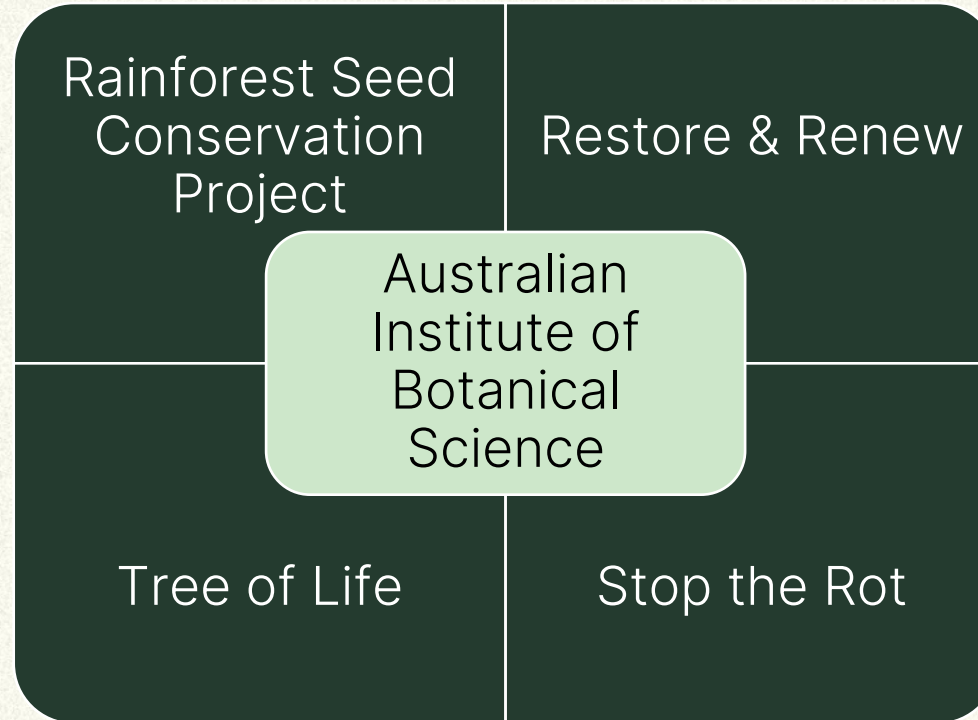 Rainforest Seed
Conservation
Project
Restore & Renew
Australian
Institute of
Botanical
Science
Tree of Life
Stop the Rot